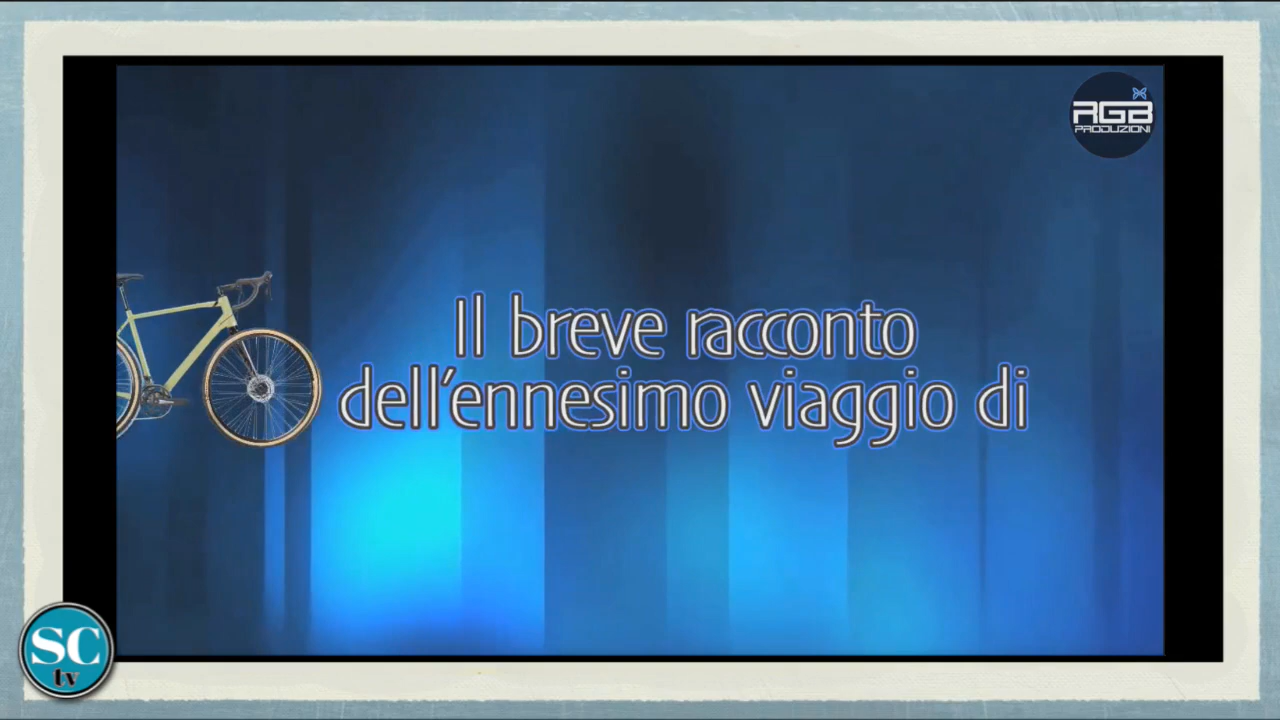 RGB
PRODUZIONI
Il breve racconto
dell'ennesimo viaggio di
SC
tv